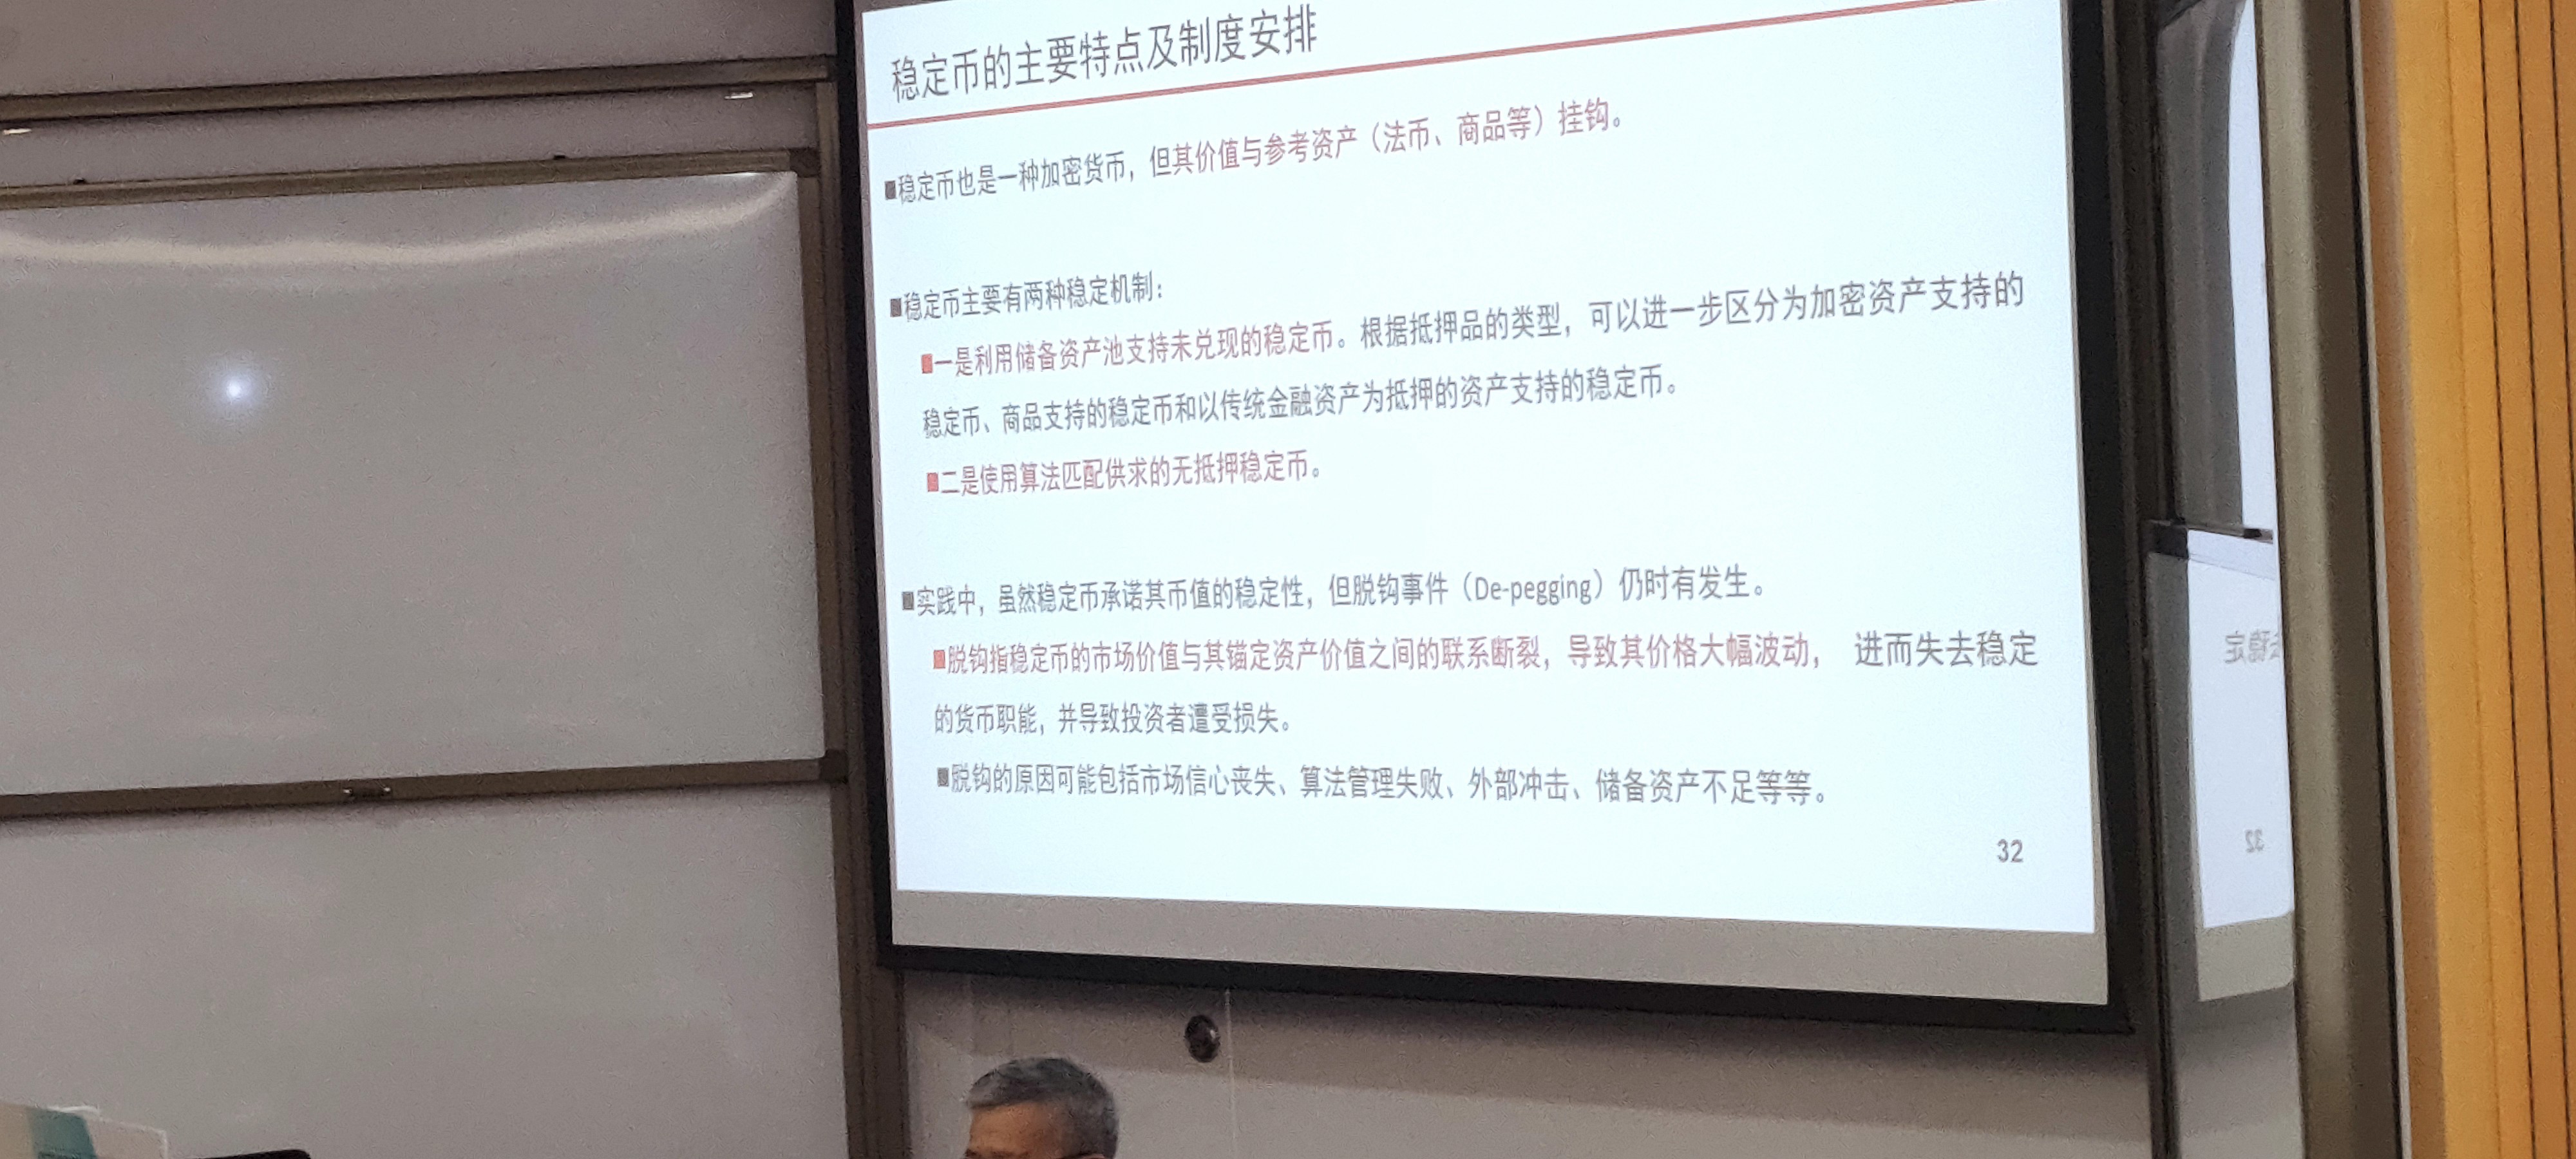 稳定币的主要特点及制度安排
■稳定币也是一种加密货币，但其价值与参考资产（法币、商品等）挂钩。
■稳定币主要有两种稳定机制：
■一是利用储备资产池支持未兑现的稳定币。根据抵押品的类型，可以进一步区分为加密资产支持的
稳定币、商品支持的稳定币和以传统金融资产为抵押的资产支持的稳定币。
■二是使用算法匹配供求的无抵押稳定币。
■实践中，虽然稳定币承诺其币值的稳定性，但脱钩事件（De-pegging）仍时有发生。
■脱钩指稳定币的市场价值与其锚定资产价值之间的联系断裂，导致其价格大幅波动， 进而失去稳定
的货币职能，并导致投资者遭受损失。
■脱钩的原因可能包括市场信心丧失、算法管理失败、外部冲击、储备资产不足等等。
32